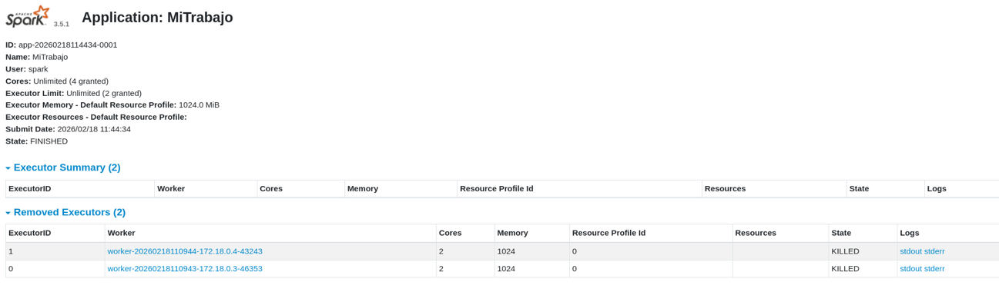 APACHE Spark 3.5.1 Application: MiTrabajo
ID: app-20260218114434-0001
Name: MiTrabajo
User: spark
Cores: Unlimited (4 granted)
Executor Limit: Unlimited (2 granted)
Executor Memory - Default Resource Profile: 1024.0 MiB
Executor Resources - Default Resource Profile:
Submit Date: 2026/02/18 11:44:34
State: FINISHED
Executor Summary (2)
ExecutorID Worker Cores Memory Resource Profile Id Resources State Logs
Removed Executors (2)
ExecutorID Worker Cores Memory Resource Profile Id Resources State Logs
1 worker-20260218110944-172.18.0.4-43243 2 1024 0 KILLED stdout stderr
0 worker-20260218110943-172.18.0.3-46353 2 1024 0 KILLED stdout stderr